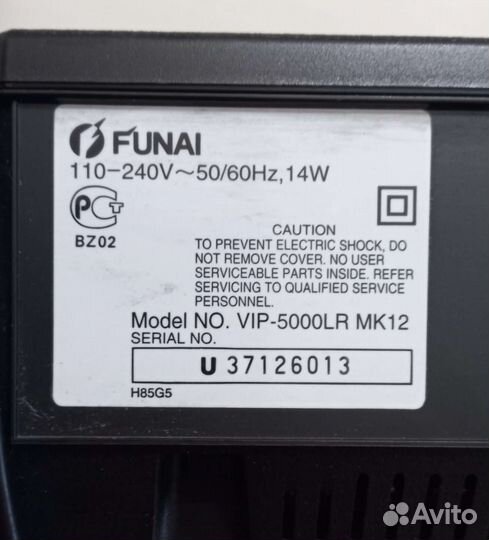 FUNAI
110-240V~50/60Hz,14W
PCT
BZ02
CAUTION
TO PREVENT ELECTRIC SHOCK, DO
NOT REMOVE COVER. NO USER
SERVICEABLE PARTS INSIDE. REFER
SERVICING TO QUALIFIED SERVICE
PERSONNEL.
Model NO. VIP-5000LR MK12
SERIAL NO.
U 37126013
H85G5
Avito